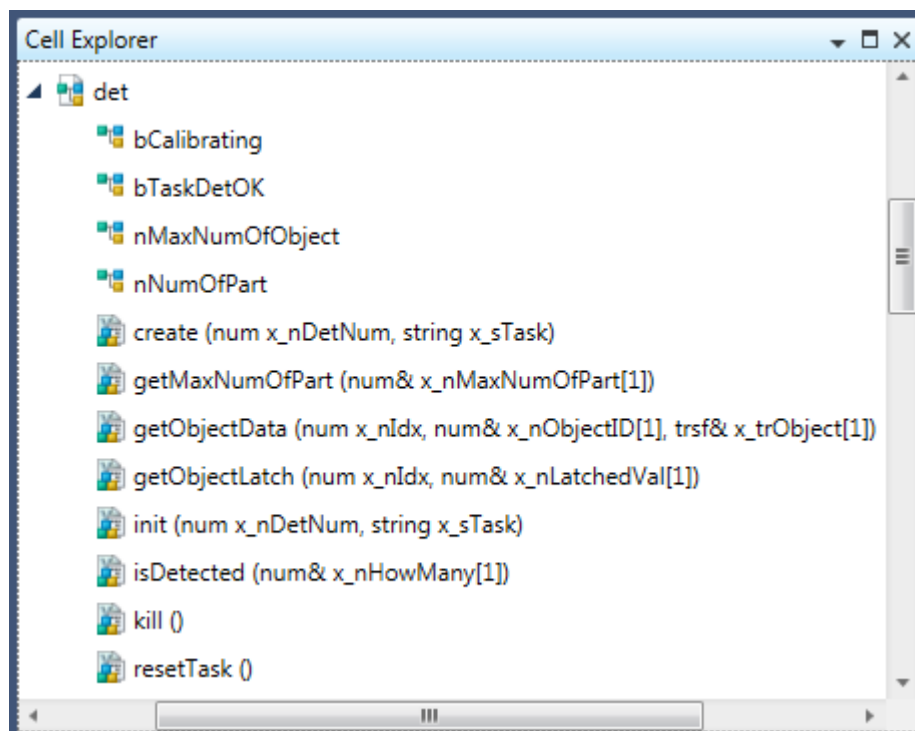 Cell Explorer
det
bCalibrating
bTaskDetOK
nMaxNumOfObject
nNumOfPart
create (num x_nDetNum, string x_sTask)
getMaxNumOfPart (num& x_nMaxNumOfPart[1])
getObjectData (num x_nIdx, num& x_nObjectID[1], trsf& x_trObject[1])
getObjectLatch (num x_nIdx, num& x_nLatchedVal[1])
init (num x_nDetNum, string x_sTask)
isDetected (num& x_nHowMany[1])
kill ()
resetTask ()